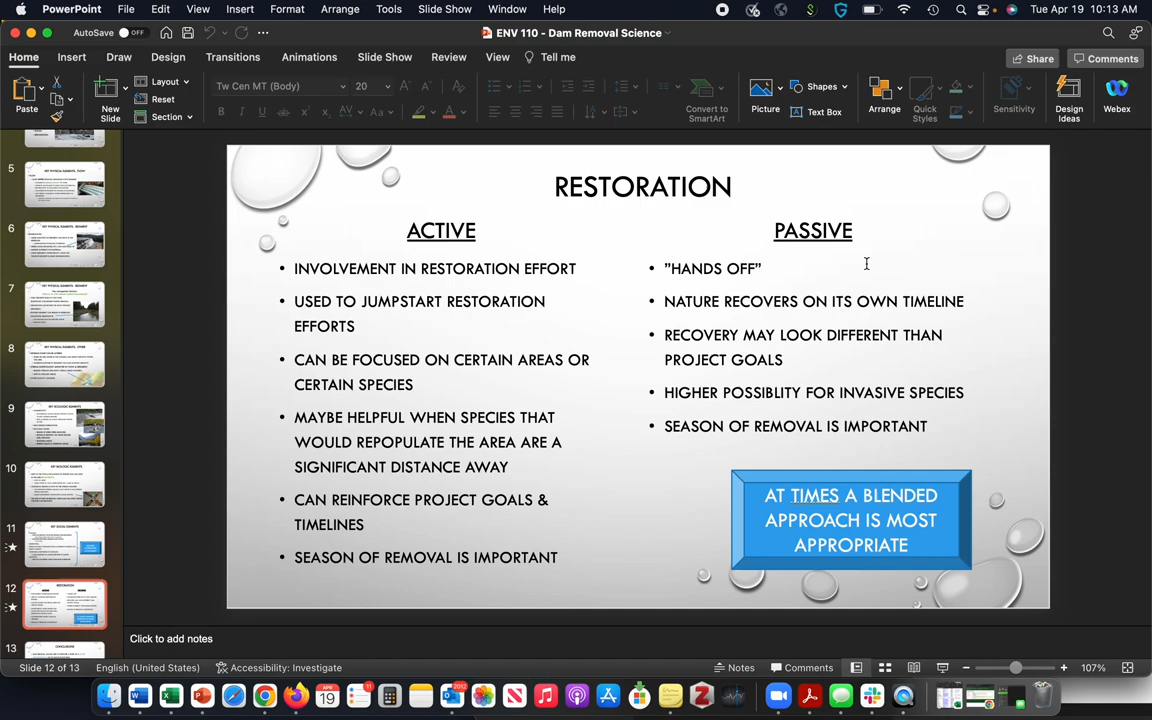 PowerPoint File Edit View Insert Format Arrange Tools Slide Show Window Help Tue Apr 19 10:13 AM
AutoSave OFF ENV 110 - Dam Removal Science
Home Insert Draw Design Transitions Animations Slide Show Review View Tell me Share Comments
Paste New Slide Layout Reset Section Tw Cen MT (Body) 20 Convert to SmartArt Picture Shapes Text Box Arrange Quick Styles Sensitivity Design Ideas Webex
RESTORATION
ACTIVE
• INVOLVEMENT IN RESTORATION EFFORT
• USED TO JUMPSTART RESTORATION
EFFORTS
• CAN BE FOCUSED ON CERTAIN AREAS OR
CERTAIN SPECIES
• MAYBE HELPFUL WHEN SPECIES THAT
WOULD REPOPULATE THE AREA ARE A
SIGNIFICANT DISTANCE AWAY
• CAN REINFORCE PROJECT GOALS &
TIMELINES
• SEASON OF REMOVAL IS IMPORTANT
PASSIVE
• ”HANDS OFF”
• NATURE RECOVERS ON ITS OWN TIMELINE
• RECOVERY MAY LOOK DIFFERENT THAN
PROJECT GOALS
• HIGHER POSSIBLITY FOR INVASIVE SPECIES
• SEASON OF REMOVAL IS IMPORTANT
AT TIMES A BLENDED
APPROACH IS MOST
APPROPRIATE
5
6
7
8
9
10
11
12
13
Click to add notes
Slide 12 of 13 English (United States) Accessibility: Investigate Notes Comments 107%